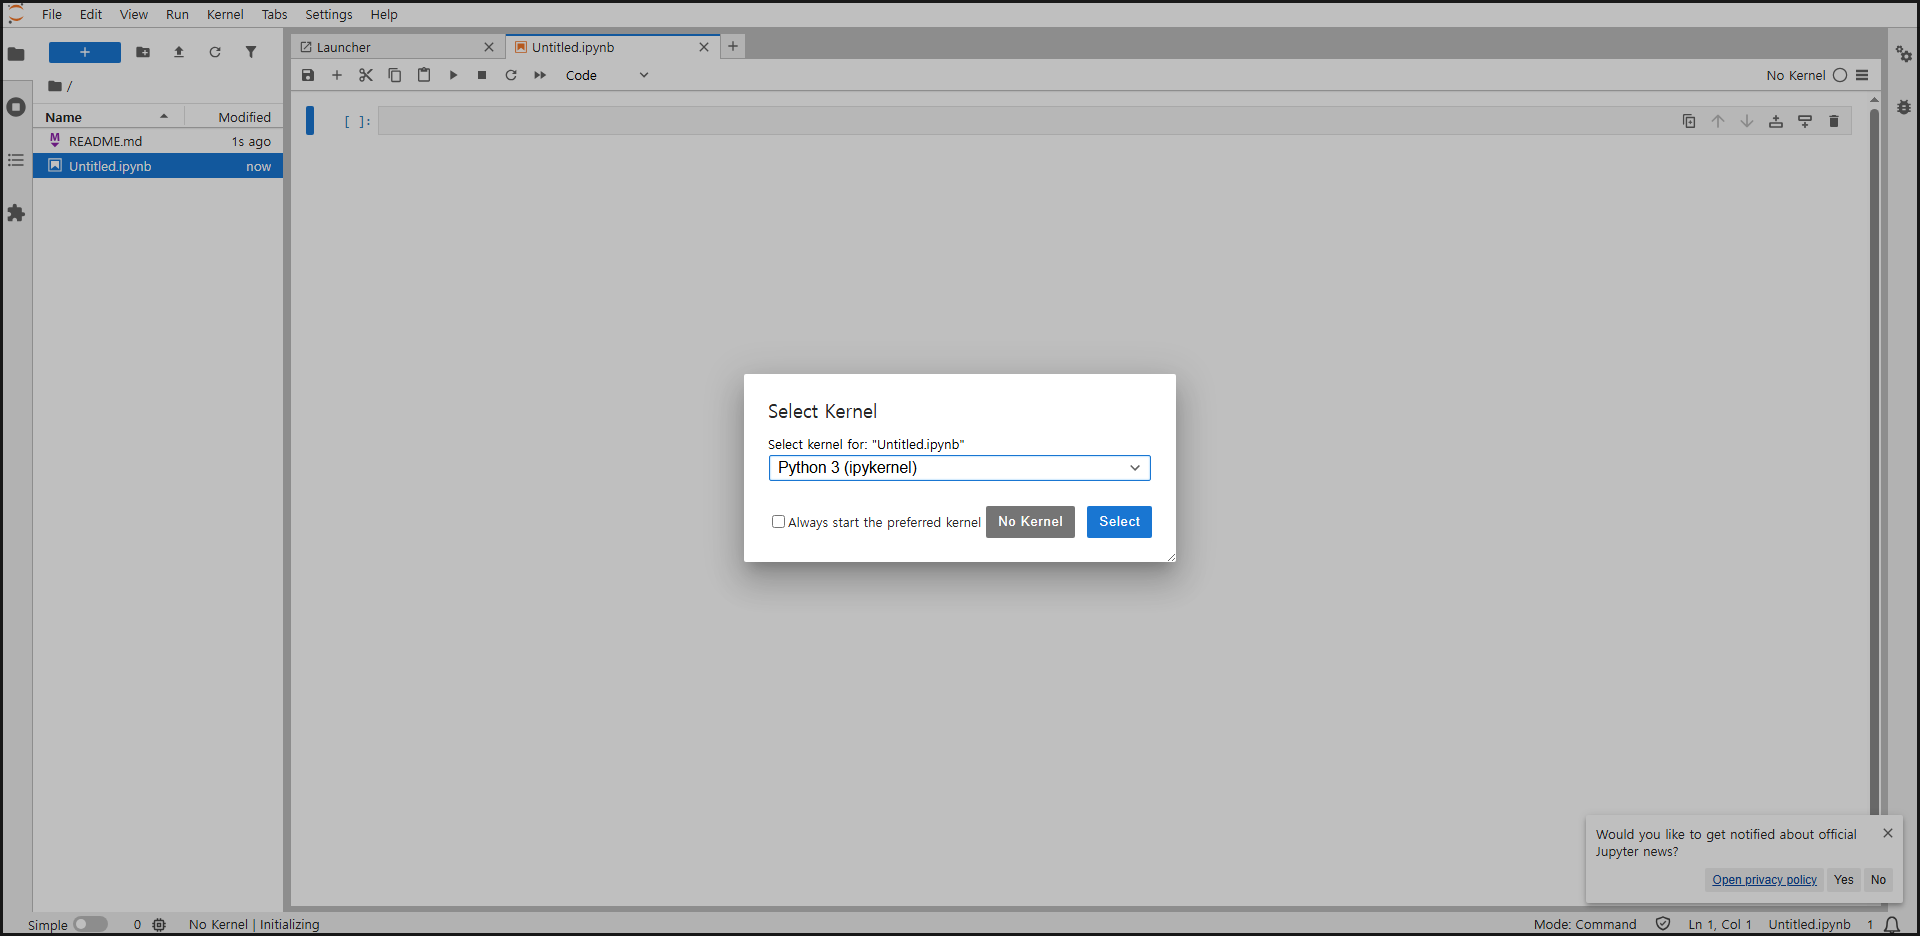 File Edit View Run Kernel Tabs Settings Help
Launcher
Untitled.ipynb
Code
No Kernel
/
Name Modified
README.md 1s ago
Untitled.ipynb now
[ ]:
Select Kernel
Select kernel for: "Untitled.ipynb"
Python 3 (ipykernel)
Always start the preferred kernel
No Kernel
Select
Would you like to get notified about official
Jupyter news?
Open privacy policy Yes No
Simple 0 No Kernel | Initializing
Mode: Command Ln 1, Col 1 Untitled.ipynb 1